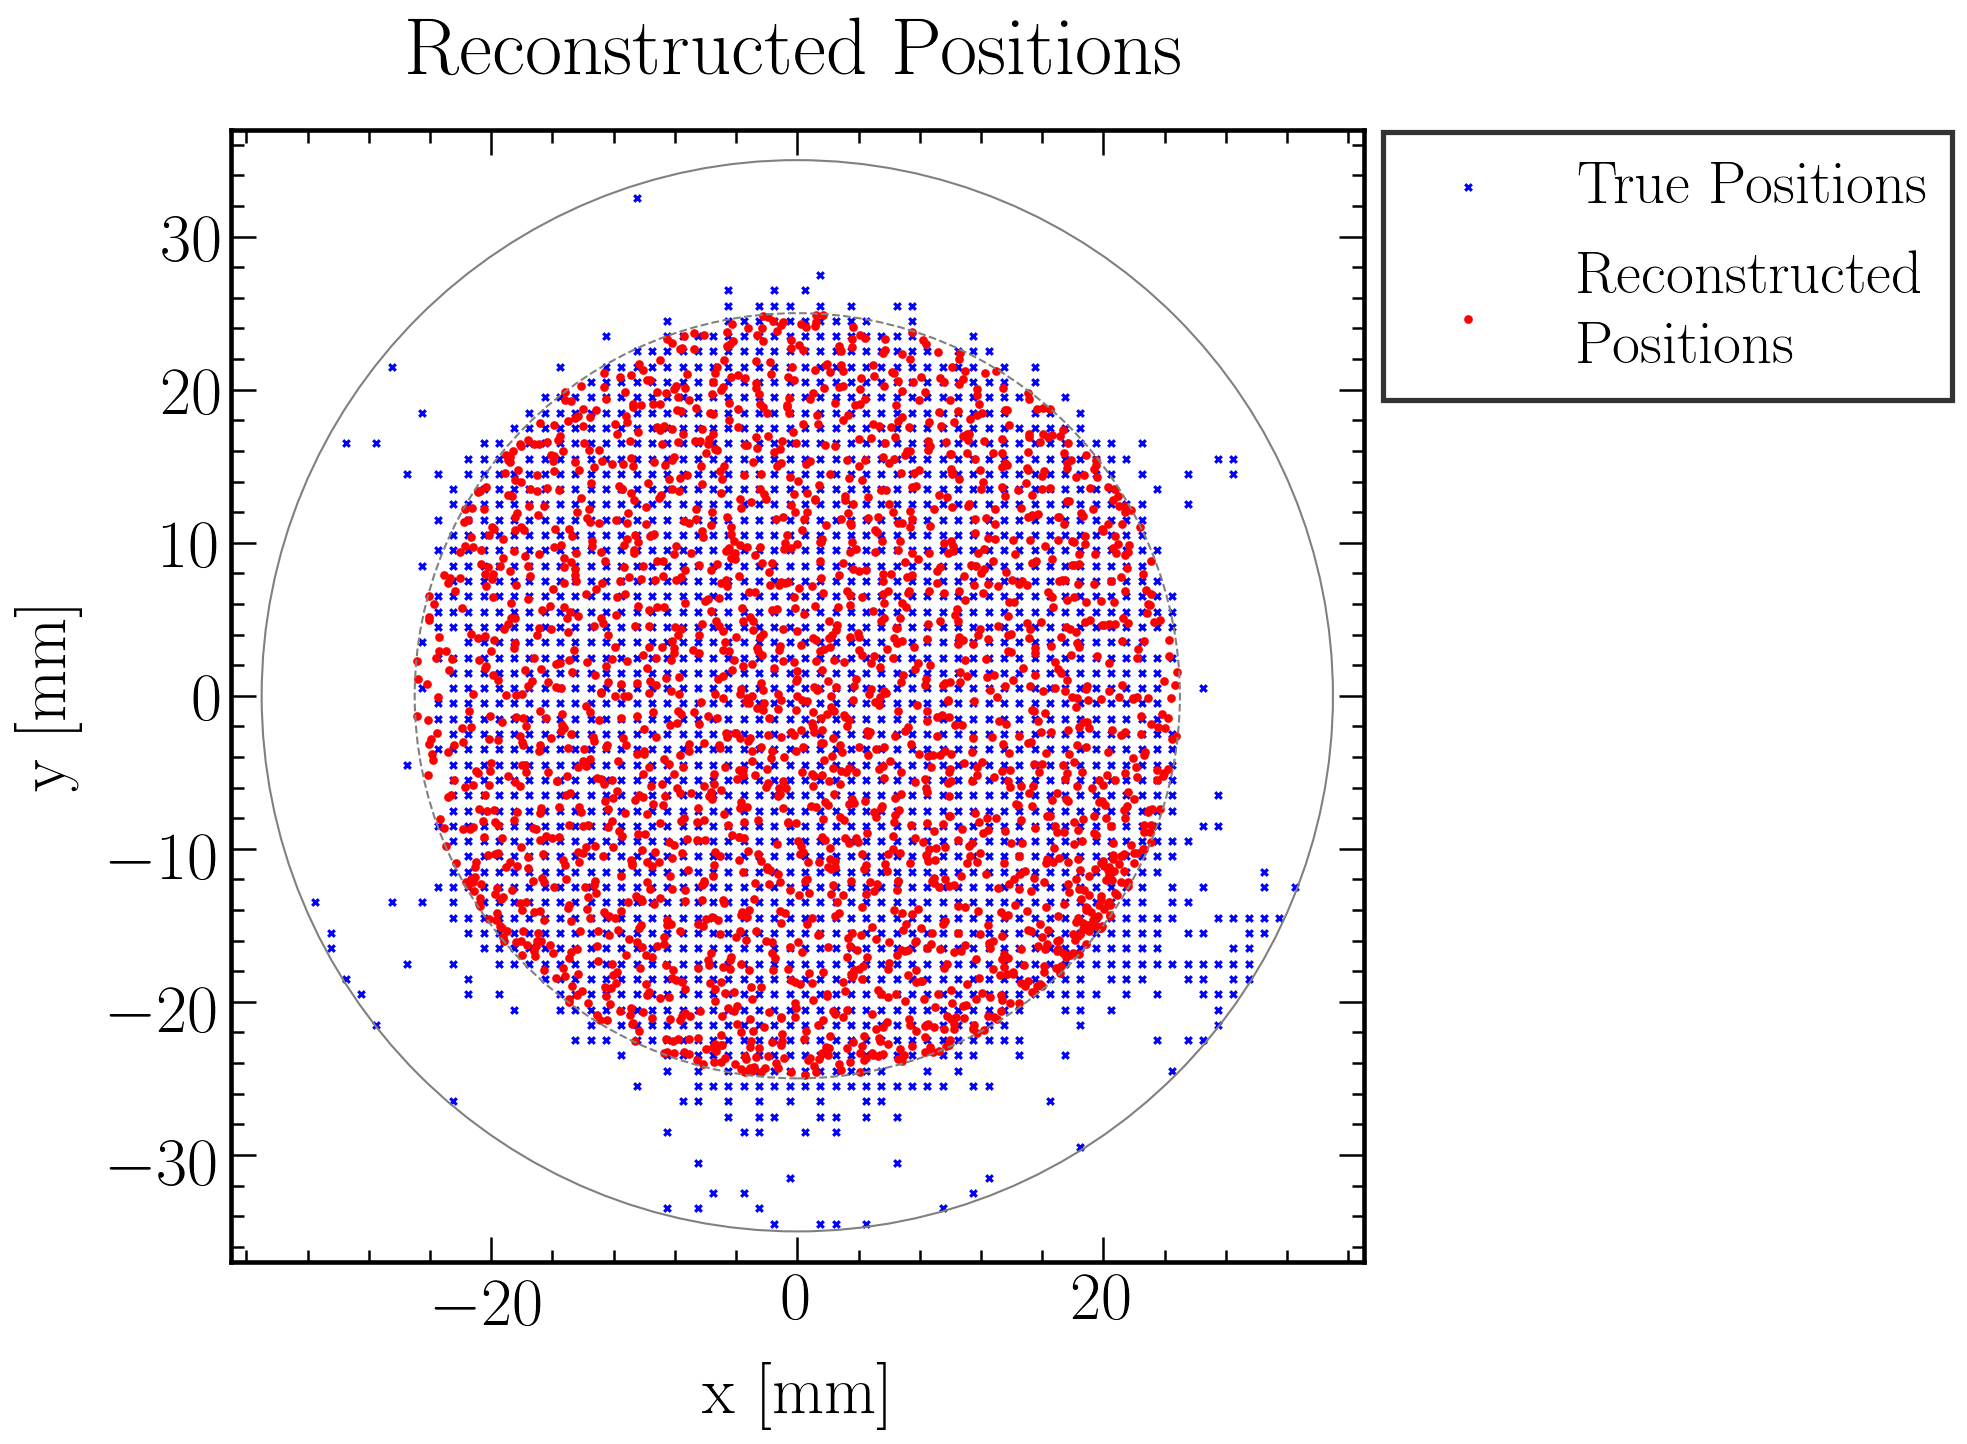 Reconstructed Positions
True Positions
Reconstructed
Positions
30
20
10
0
−10
−20
−30
y [mm]
−20
0
20
x [mm]